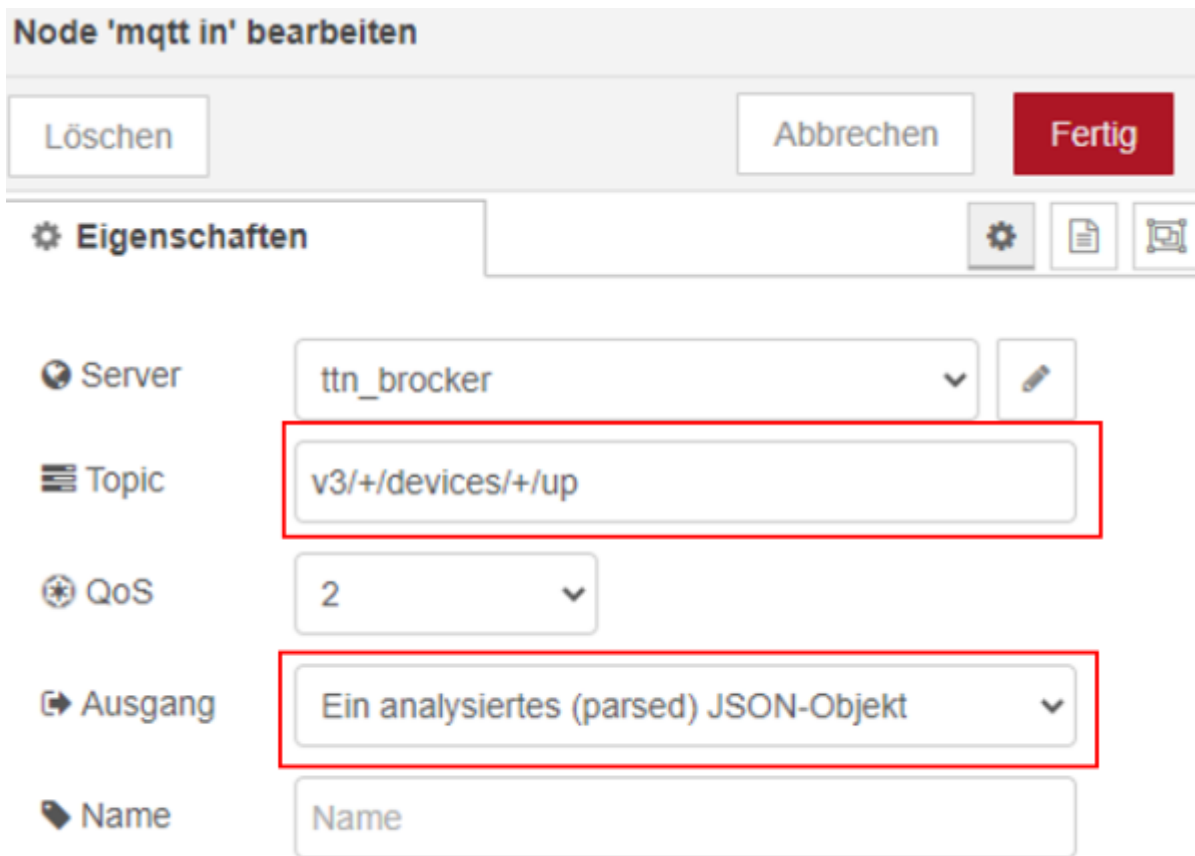 Node 'mqtt in' bearbeiten
Löschen Abbrechen Fertig
Eigenschaften
Server ttn_brocker
Topic v3/+/devices/+/up
QoS 2
Ausgang Ein analysiertes (parsed) JSON-Objekt
Name Name